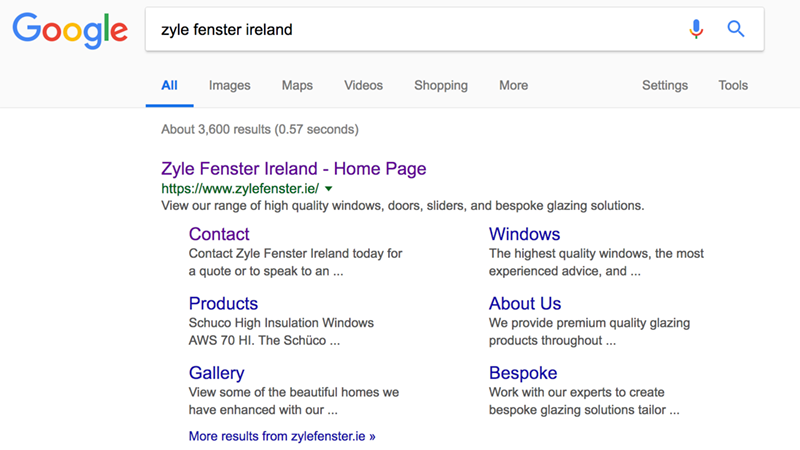 Google
zyle fenster ireland
All Images Maps Videos Shopping More Settings Tools
About 3,600 results (0.57 seconds)
Zyle Fenster Ireland - Home Page
https://www.zylefenster.ie/
View our range of high quality windows, doors, sliders, and bespoke glazing solutions.
Contact
Contact Zyle Fenster Ireland today for
a quote or to speak to an ...
Windows
The highest quality windows, the most
experienced advice, and ...
Products
Schuco High Insulation Windows
AWS 70 HI. The Schüco ...
About Us
We provide premium quality glazing
products throughout ...
Gallery
View some of the beautiful homes we
have enhanced with our ...
Bespoke
Work with our experts to create
bespoke glazing solutions tailor ...
More results from zylefenster.ie »